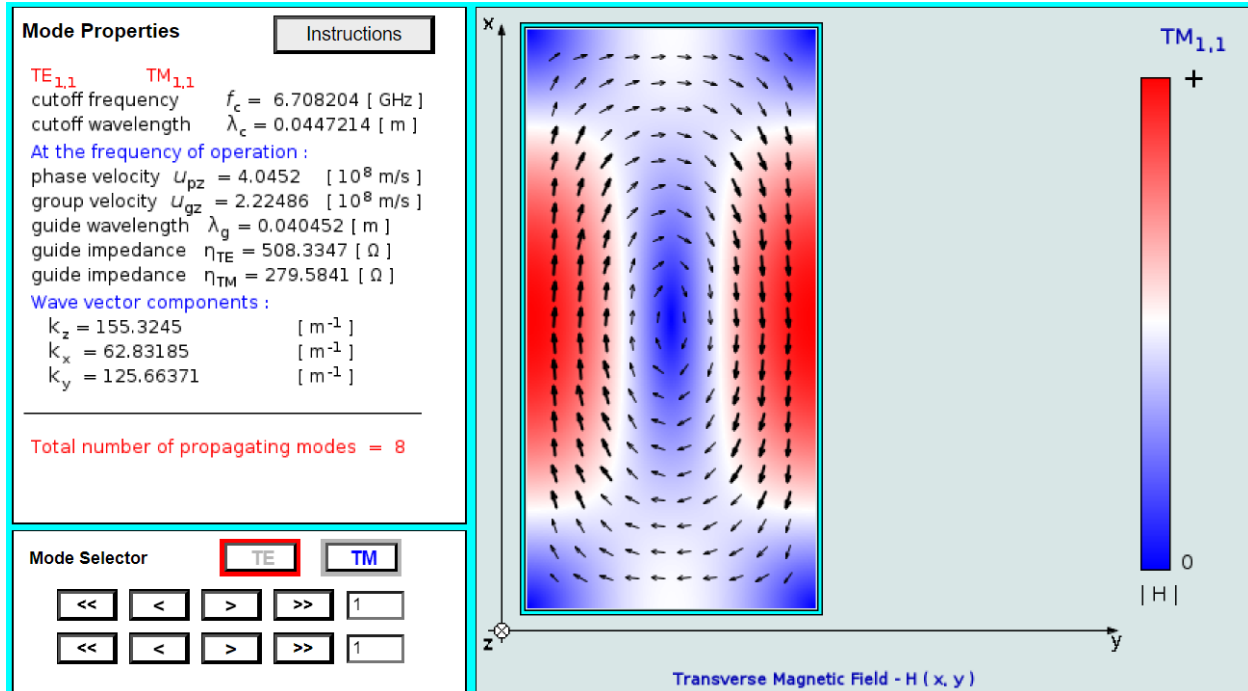 Mode Properties
Instructions
TE1,1 TM1,1
cutoff frequency fc = 6.708204 [ GHz ]
cutoff wavelength λc = 0.0447214 [ m ]
At the frequency of operation :
phase velocity upz = 4.0452 [ 10^8 m/s ]
group velocity ugz = 2.22486 [ 10^8 m/s ]
guide wavelength λg = 0.040452 [ m ]
guide impedance ηTE = 508.3347 [ Ω ]
guide impedance ηTM = 279.5841 [ Ω ]
Wave vector components :
kz = 155.3245 [ m^-1 ]
kx = 62.83185 [ m^-1 ]
ky = 125.66371 [ m^-1 ]
Total number of propagating modes = 8
Mode Selector TE TM
<< < > >> 1
<< < > >> 1
x
TM1,1
+
0
| H |
z
y
Transverse Magnetic Field - H ( x, y )